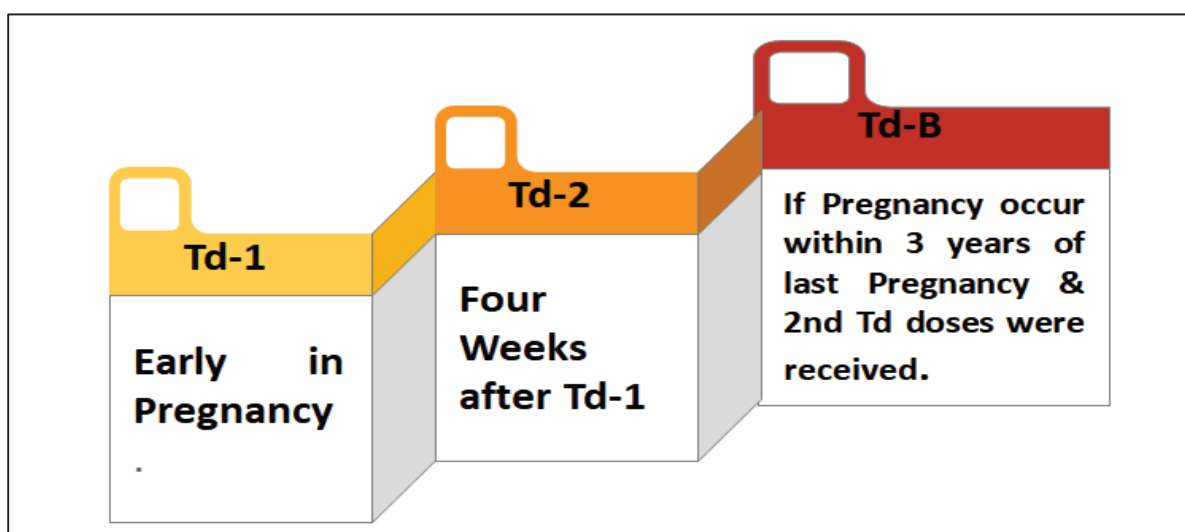 Td-1
Early in
Pregnancy
.
Td-2
Four
Weeks
after Td-1
Td-B
If Pregnancy occur
within 3 years of
last Pregnancy &
2nd Td doses were
received.